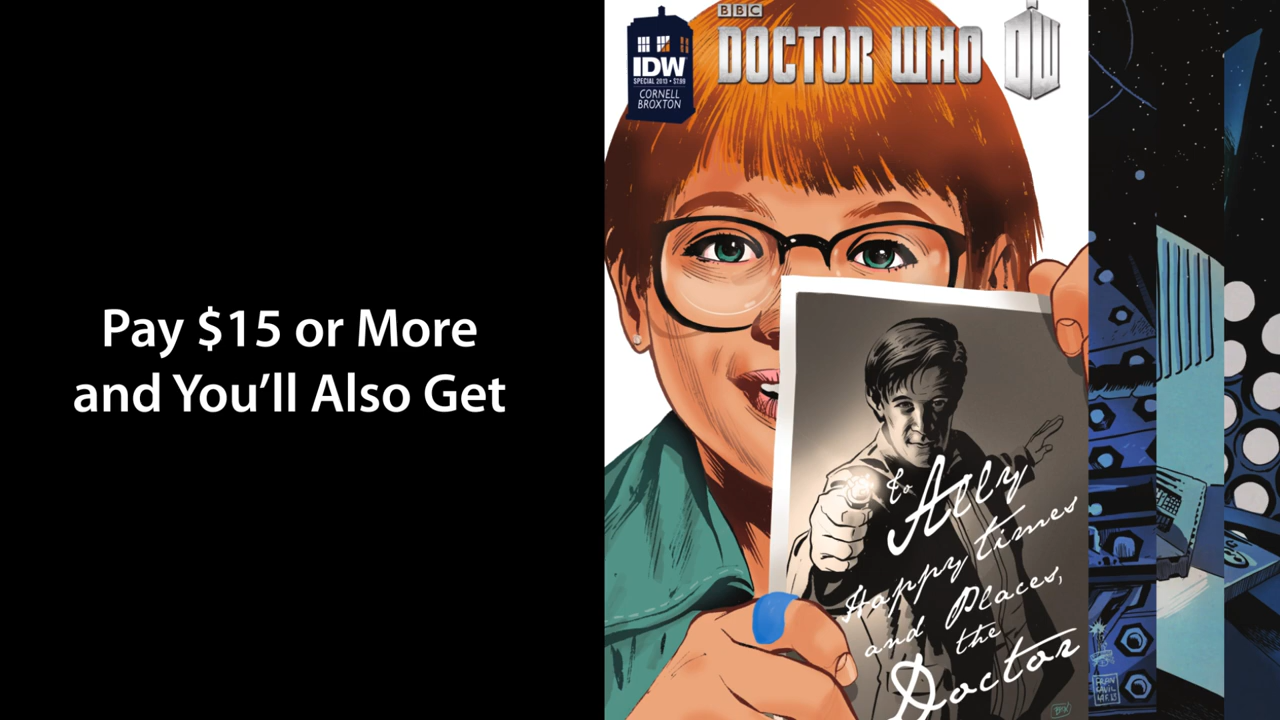 Pay $15 or More
and You'll Also Get
BBC
DOCTOR WHO
DW
IDW
SPECIAL 2013 • $7.99
CORNELL
BROXTON
to Ally
Happy times
and Places,
the
Doctor